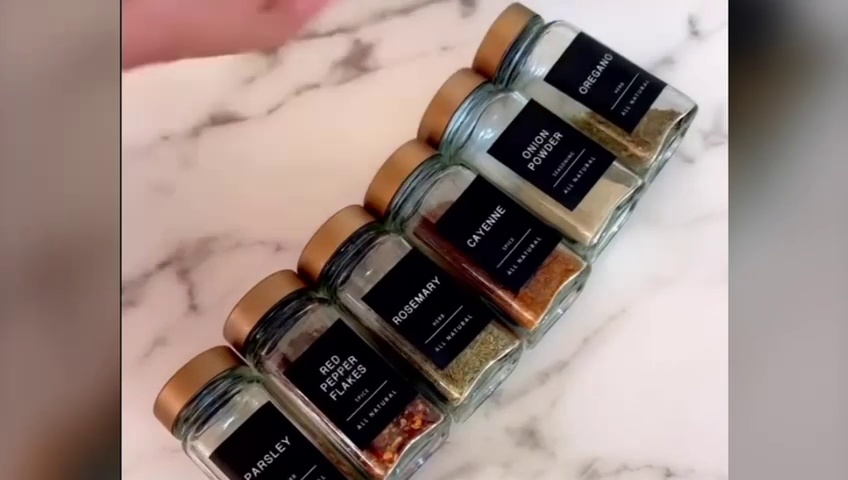 OREGANO
HERB
ALL NATURAL
ONION
POWDER
SEASONING
ALL NATURAL
CAYENNE
SPICE
ALL NATURAL
ROSEMARY
HERB
ALL NATURAL
RED
PEPPER
FLAKES
SPICE
ALL NATURAL
PARSLEY